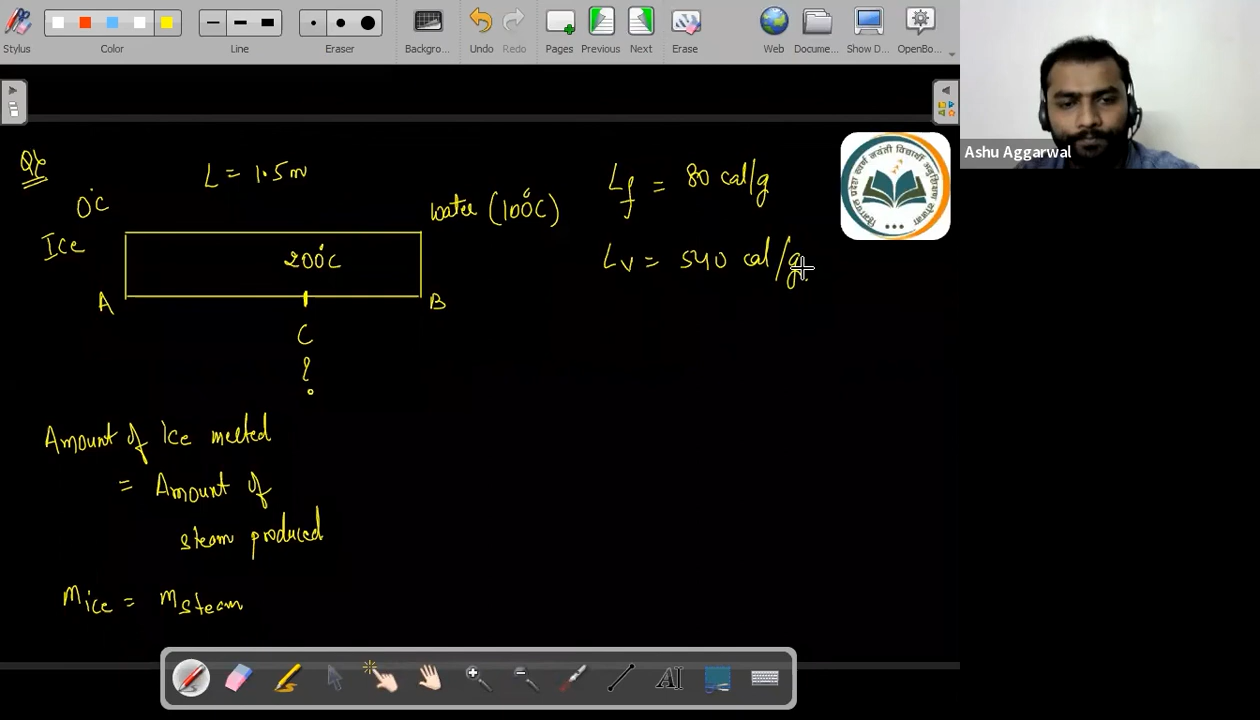 Stylus
Color
Line
Eraser
Backgro...
Undo
Redo
Pages
Previous
Next
Erase
Web
Docume...
Show D...
OpenBo...
Ashu Aggarwal
Q%
L = 1.5m
0°C
Ice
water (100°C)
200°C
A
B
C
?
Lf = 80 cal/g
Lv = 540 cal/g
Amount of Ice melted
= Amount of
steam produced
mice = msteam
AI